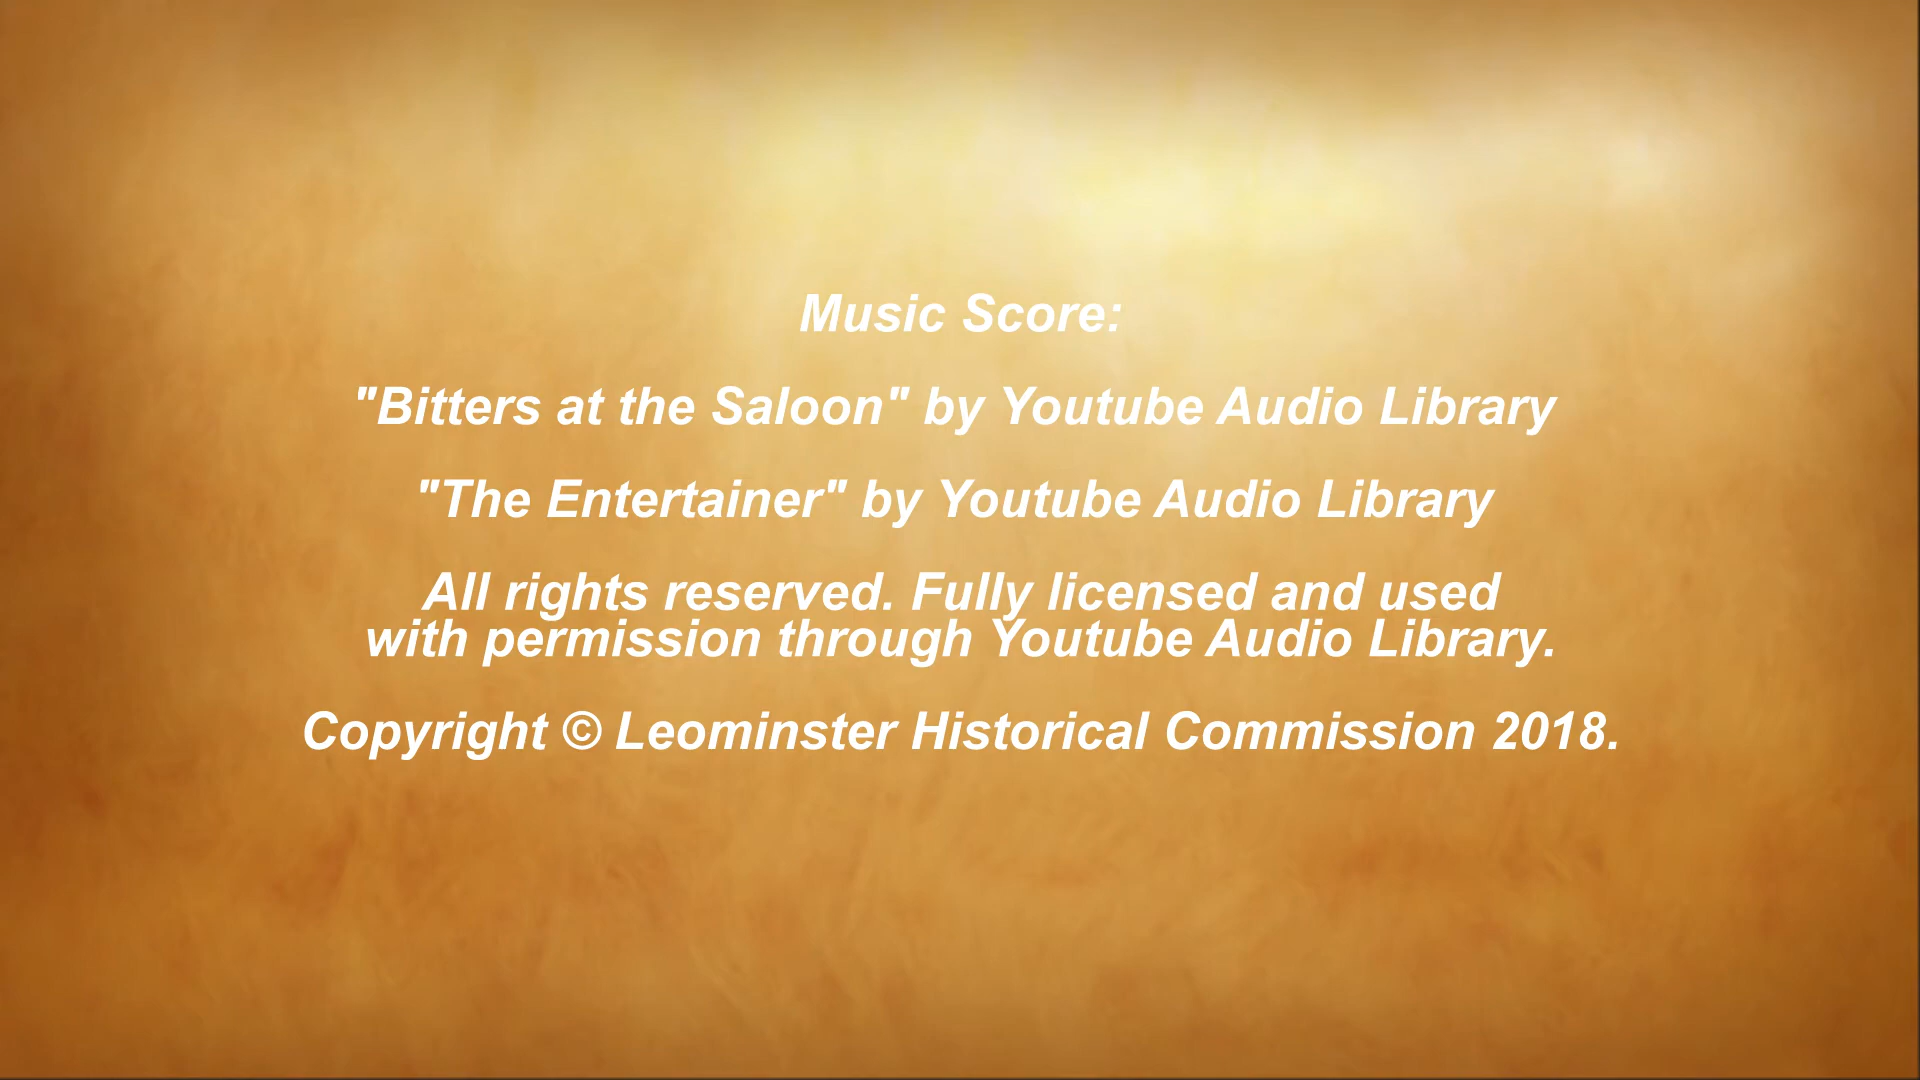 Music Score:
"Bitters at the Saloon" by Youtube Audio Library
"The Entertainer" by Youtube Audio Library
All rights reserved. Fully licensed and used
with permission through Youtube Audio Library.
Copyright © Leominster Historical Commission 2018.